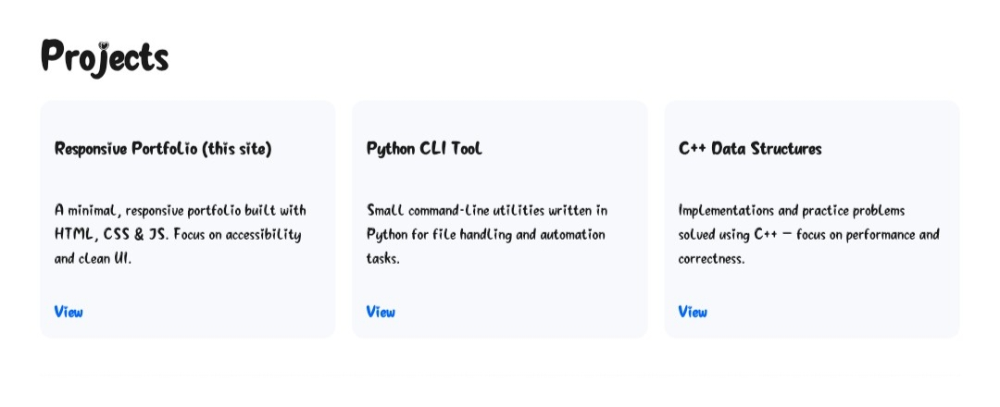 Projects
Responsive Portfolio (this site)
A minimal, responsive portfolio built with
HTML, CSS & JS. Focus on accessibility
and clean UI.
View
Python CLI Tool
Small command-line utilities written in
Python for file handling and automation
tasks.
View
C++ Data Structures
Implementations and practice problems
solved using C++ — focus on performance and
correctness.
View